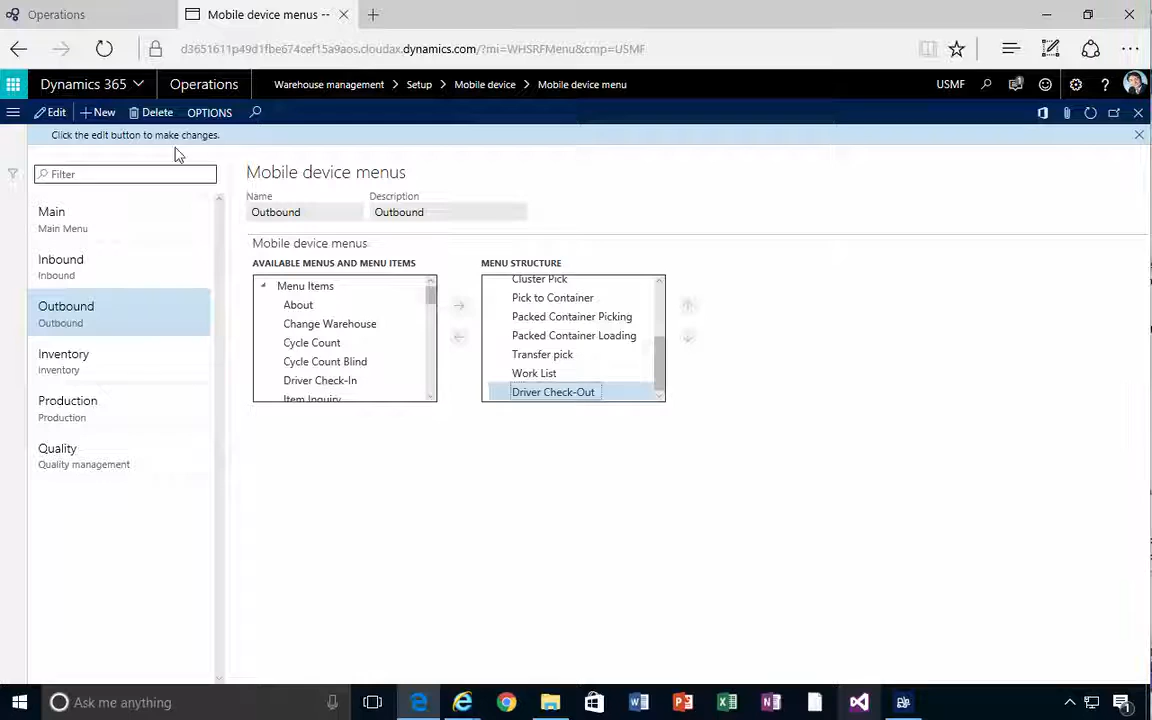 Operations
Mobile device menus --
d3651611p49d1fbe674cef15a9aos.cloudax.dynamics.com/?mi=WHSRFMenu&cmp=USMF
Dynamics 365
Operations
Warehouse management > Setup > Mobile device > Mobile device menu
USMF
Edit
New
Delete
OPTIONS
Click the edit button to make changes.
Filter
Main
Main Menu
Inbound
Inbound
Outbound
Outbound
Inventory
Inventory
Production
Production
Quality
Quality management
Mobile device menus
Name
Description
Outbound
Outbound
Mobile device menus
AVAILABLE MENUS AND MENU ITEMS
Menu Items
About
Change Warehouse
Cycle Count
Cycle Count Blind
Driver Check-In
Item Inquiry
MENU STRUCTURE
Cluster Pick
Pick to Container
Packed Container Picking
Packed Container Loading
Transfer pick
Work List
Driver Check-Out
Ask me anything